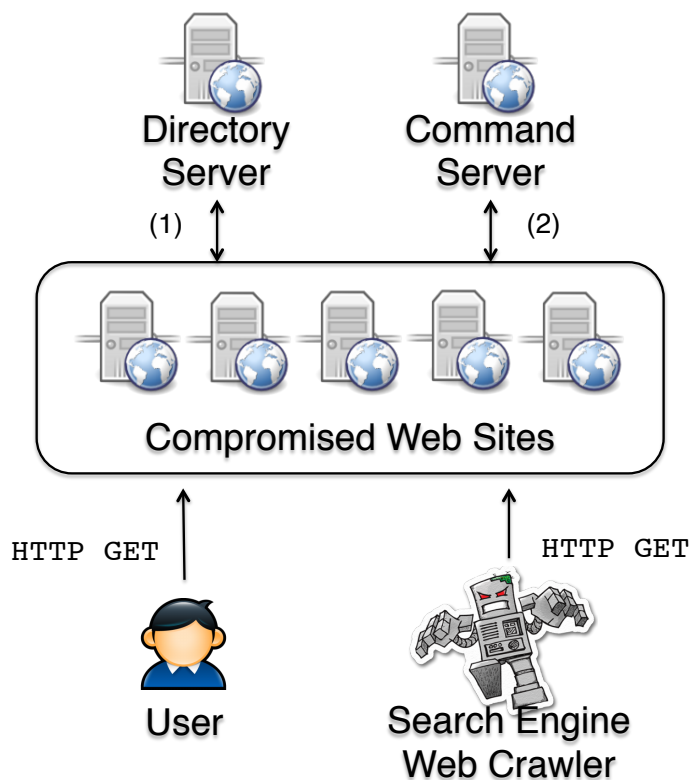 Directory
Server
Command
Server
(1)
(2)
Compromised Web Sites
HTTP GET
HTTP GET
User
Search Engine
Web Crawler